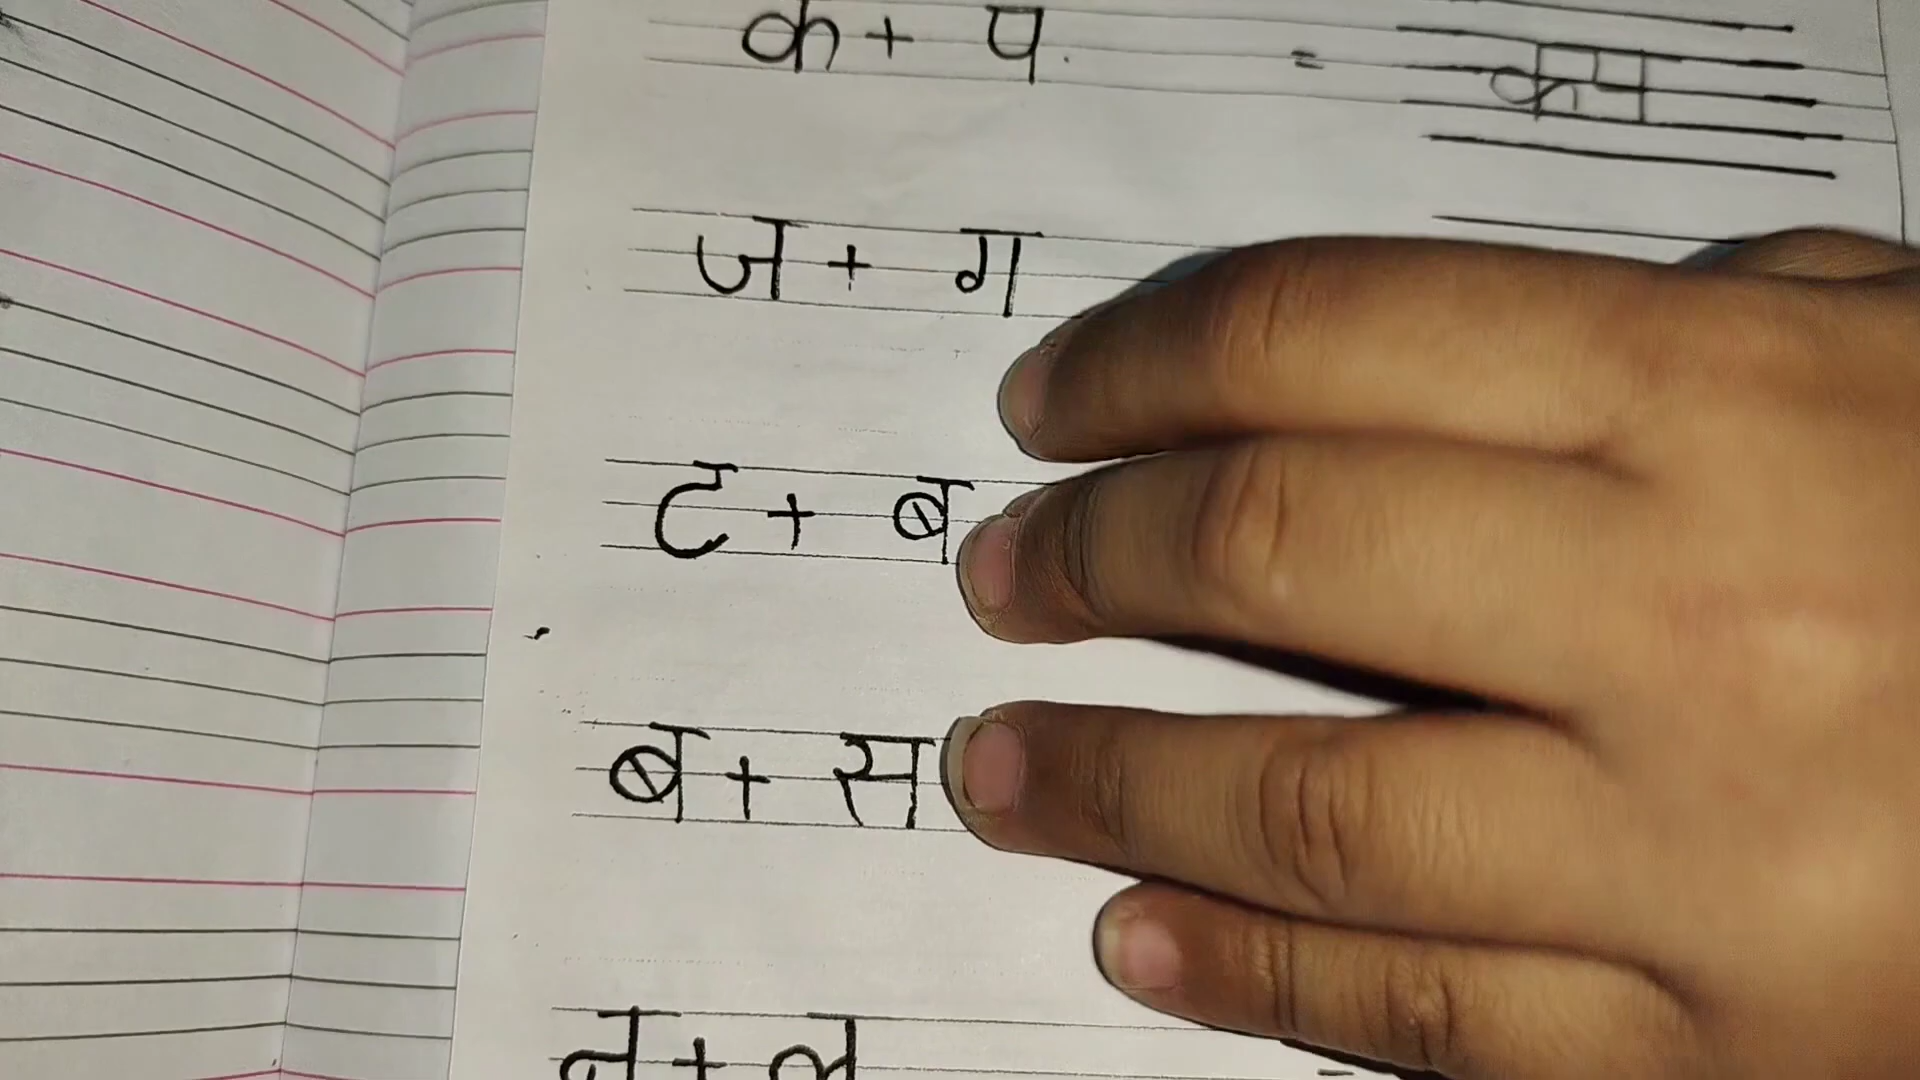 क + प = कप
ज + ग
ट + ब
ब + स
न + ल =